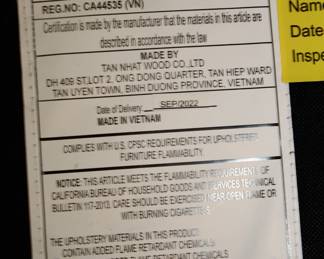 REG.NO: CA44535 (VN)
Certification is made by the manufacturer that the materials in this article are
described in accordance with the law
MADE BY
TAN NHAT WOOD CO.,LTD
DH 409 ST.LOT 2, ONG DONG QUARTER, TAN HIEP WARD
TAN UYEN TOWN, BINH DUONG PROVINCE, VIETNAM
Date of Delivery: SEP/2022
MADE IN VIETNAM
COMPLIES WITH U.S. CPSC REQUIREMENTS FOR UPHOLSTERED
FURNITURE FLAMMABILITY
NOTICE: THIS ARTICLE MEETS THE FLAMMABILITY REQUIREMENTS OF
CALIFORNIA BUREAU OF HOUSEHOLD GOODS AND SERVICES TECHNICAL
BULLETIN 117-2013. CARE SHOULD BE EXERCISED NEAR OPEN FLAME OR
WITH BURNING CIGARETTES
THE UPHOLSTERY MATERIALS IN THIS PRODUCT:
CONTAIN ADDED FLAME RETARDANT CHEMICALS
FLAME RETARDANT CHEMICALS
Name
Date
Inspe